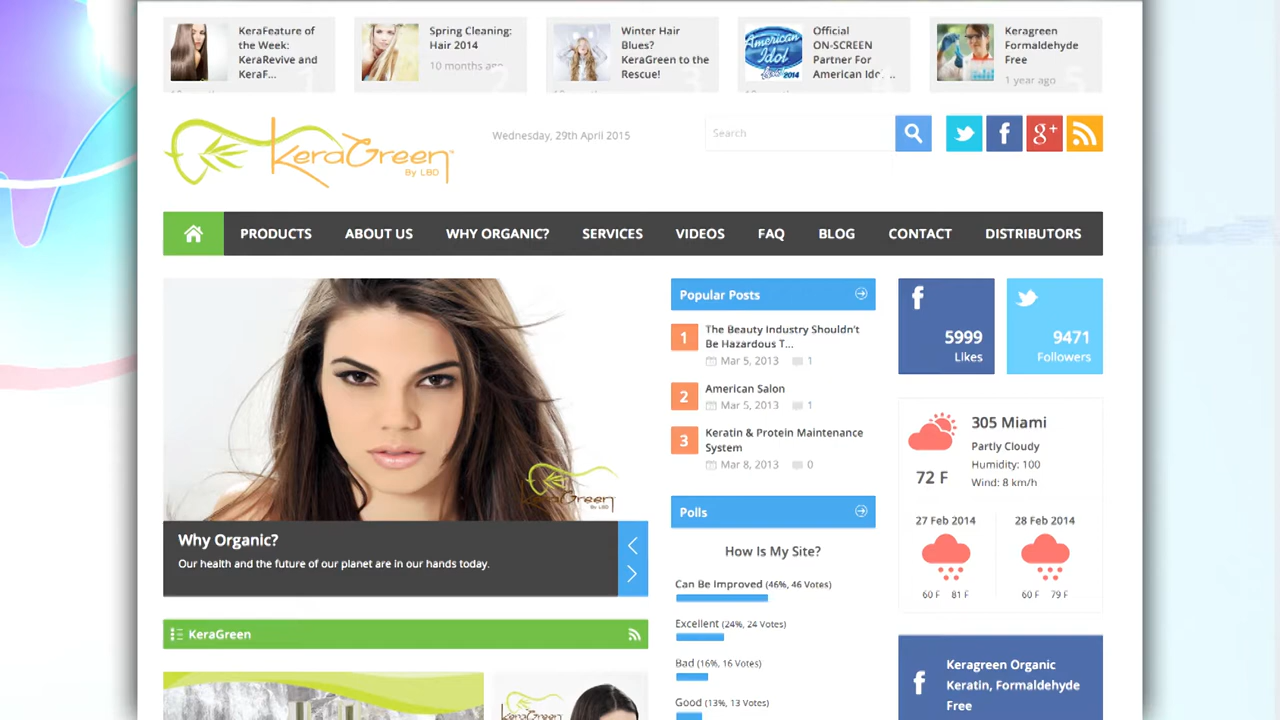 KeraFeature of
the Week:
KeraRevive and
KeraF...
Spring Cleaning:
Hair 2014
10 months ago
Winter Hair
Blues?
KeraGreen to the
Rescue!
Official
ON-SCREEN
Partner For
American Ido...
AMERICAN
IDOL
2014
Keragreen
Formaldehyde
Free
1 year ago
KeraGreen
By LBD
Wednesday, 29th April 2015
Search
PRODUCTS ABOUT US WHY ORGANIC? SERVICES VIDEOS FAQ BLOG CONTACT DISTRIBUTORS
KeraGreen
By LBD
Why Organic?
Our health and the future of our planet are in our hands today.
KeraGreen
KeraGreen
Popular Posts
1 The Beauty Industry Shouldn't
Be Hazardous T...
Mar 5, 2013 1
2 American Salon
Mar 5, 2013 1
3 Keratin & Protein Maintenance
System
Mar 8, 2013 0
Polls
How Is My Site?
Can Be Improved (46%, 46 Votes)
Excellent (24%, 24 Votes)
Bad (16%, 16 Votes)
Good (13%, 13 Votes)
5999
Likes
9471
Followers
305 Miami
Partly Cloudy
Humidity: 100
Wind: 8 km/h
72 F
27 Feb 2014 28 Feb 2014
60 F 81 F 60 F 79 F
Keragreen Organic
Keratin, Formaldehyde
Free